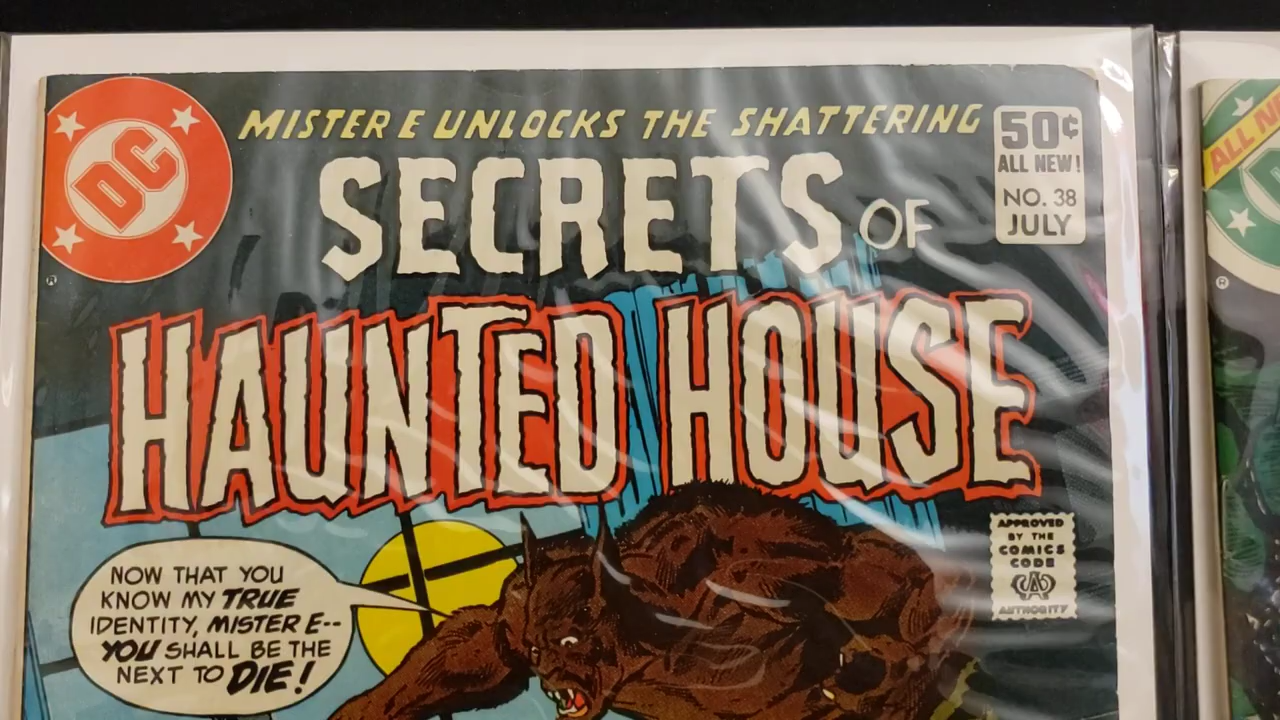 MISTER E UNLOCKS THE SHATTERING
DC
SECRETS OF
50¢
ALL NEW!
NO. 38
JULY
®
HAUNTED HOUSE
APPROVED
BY THE
COMICS
CODE
CA
AUTHORITY
NOW THAT YOU
KNOW MY TRUE
IDENTITY, MISTER E--
YOU SHALL BE THE
NEXT TO DIE!
ALL N
®